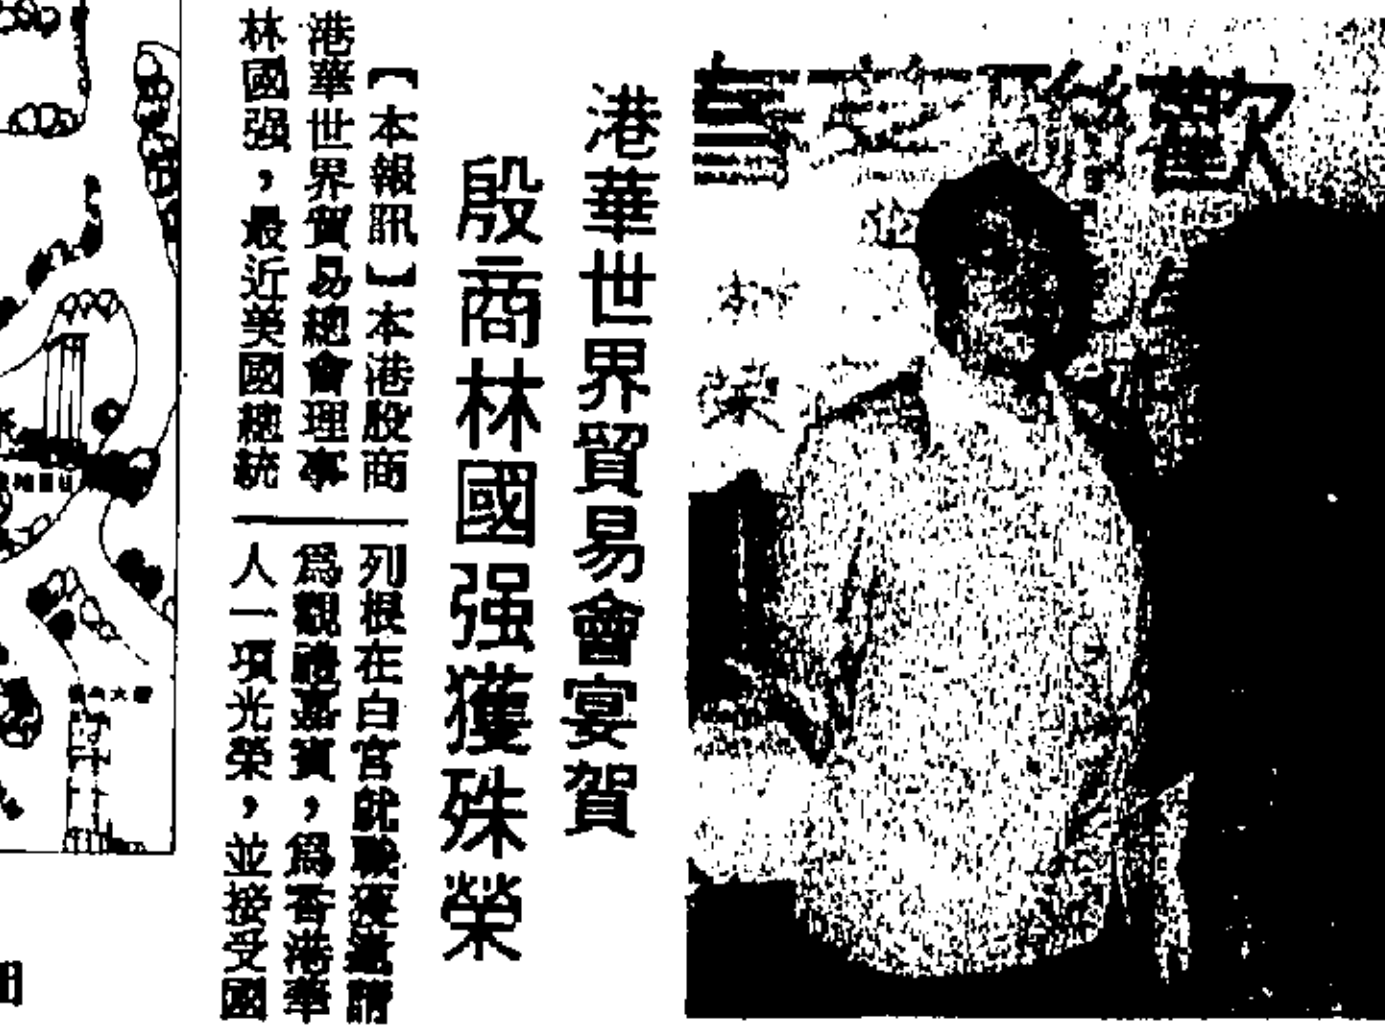 港華世界貿易會宴賀
殷商林國强獲殊榮
【本報訊】本港殷商
港華世界貿易總會理事
林國强，最近美國總統
列根在白宮就職獲邀請
爲觀禮嘉賓，爲香港華
人一項光榮，並接受國
聯歡